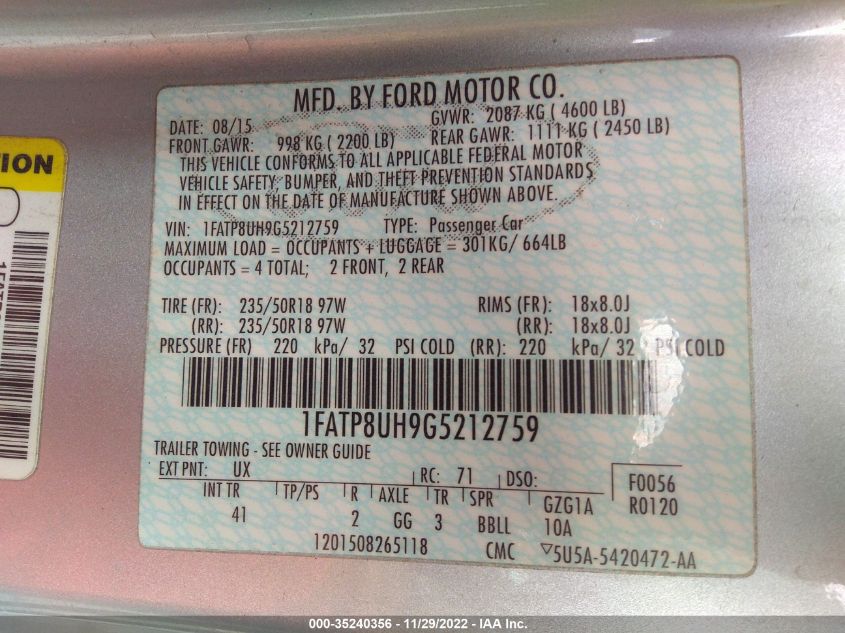 MFD. BY FORD MOTOR CO.
DATE: 08/15 GVWR: 2087 KG ( 4600 LB)
FRONT GAWR: 998 KG ( 2200 LB) REAR GAWR: 1111 KG ( 2450 LB)
THIS VEHICLE CONFORMS TO ALL APPLICABLE FEDERAL MOTOR
VEHICLE SAFETY, BUMPER, AND THEFT PREVENTION STANDARDS
IN EFFECT ON THE DATE OF MANUFACTURE SHOWN ABOVE.
VIN: 1FATP8UH9G5212759 TYPE: Passenger Car
MAXIMUM LOAD = OCCUPANTS + LUGGAGE = 301KG/ 664LB
OCCUPANTS = 4 TOTAL; 2 FRONT, 2 REAR
TIRE (FR): 235/50R18 97W RIMS (FR): 18x8.0J
(RR): 235/50R18 97W (RR): 18x8.0J
PRESSURE (FR) 220 kPa/ 32 PSI COLD (RR): 220 kPa/ 32 PSI COLD
1FATP8UH9G5212759
TRAILER TOWING - SEE OWNER GUIDE
EXT PNT: UX RC: 71 DSO: F0056
INT TR TP/PS R AXLE TR SPR GZG1A R0120
41 2 GG 3 BBLL 10A
1201508265118 CMC ▽5U5A-5420472-AA
TION
000-35240356 - 11/29/2022 - IAA Inc.